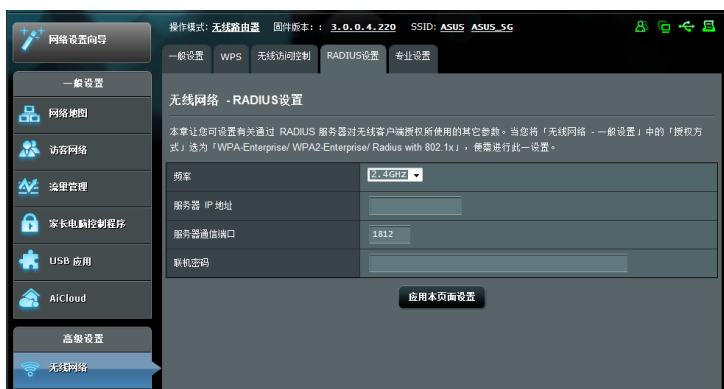 网络设置向导
操作模式: 无线路由器 固件版本: : 3.0.0.4.220 SSID: ASUS ASUS_5G
一般设置 WPS 无线访问控制 RADIUS设置 专业设置
一般设置
网络地图
访客网络
流量管理
家长电脑控制程序
USB 应用
AiCloud
高级设置
无线网络
无线网络 - RADIUS设置
本章让您可设置有关通过 RADIUS 服务器对无线客户端授权所使用的其它参数。当您将「无线网络 - 一般设置」中的「授权方
式」选为「WPA-Enterprise/ WPA2-Enterprise/ Radius with 802.1x」，便需进行此一设置。
频率 2.4GHZ
服务器 IP 地址
服务器通信端口 1812
联机密码
应用本页面设置